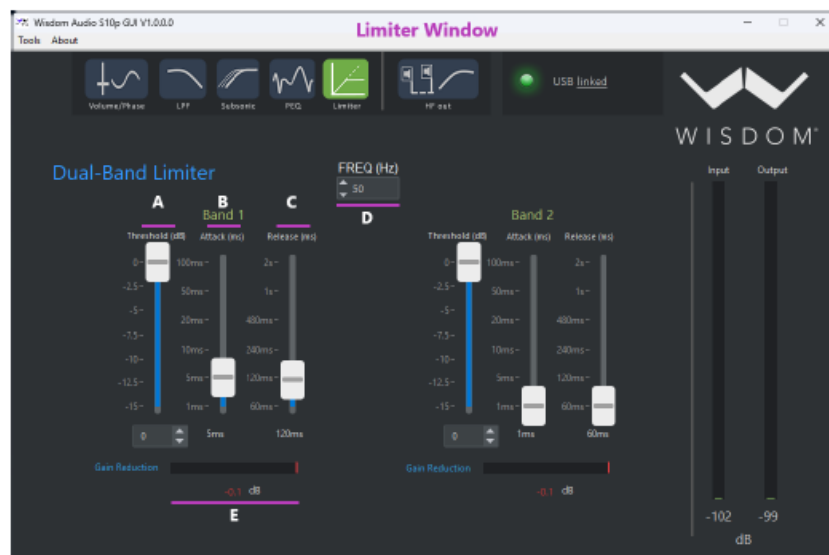 Wisdom Audio S10p GUI V1.0.0.0
Limiter Window
Tools About
Volume/Phase LPF Subsonic PEQ Limiter HF out
USB linked
WISDOM
Dual-Band Limiter
FREQ (Hz)
50
Input Output
A B C D
Band 1 Band 2
Threshold (dB) Attack (ms) Release (ms) Threshold (dB) Attack (ms) Release (ms)
0- 100ms- 2s- 0- 100ms- 2s-
-2.5- 50ms- 1s- -2.5- 50ms- 1s-
-5- 20ms- 480ms- -5- 20ms- 480ms-
-7.5- 10ms- 240ms- -7.5- 10ms- 240ms-
-10- 5ms- 120ms- -10- 5ms- 120ms-
-12.5- 1ms- 60ms- -12.5- 1ms- 60ms-
-15- -15-
0 5ms 120ms 0 1ms 60ms
Gain Reduction Gain Reduction
-0.1 dB -0.1 dB
E
-102 -99
dB